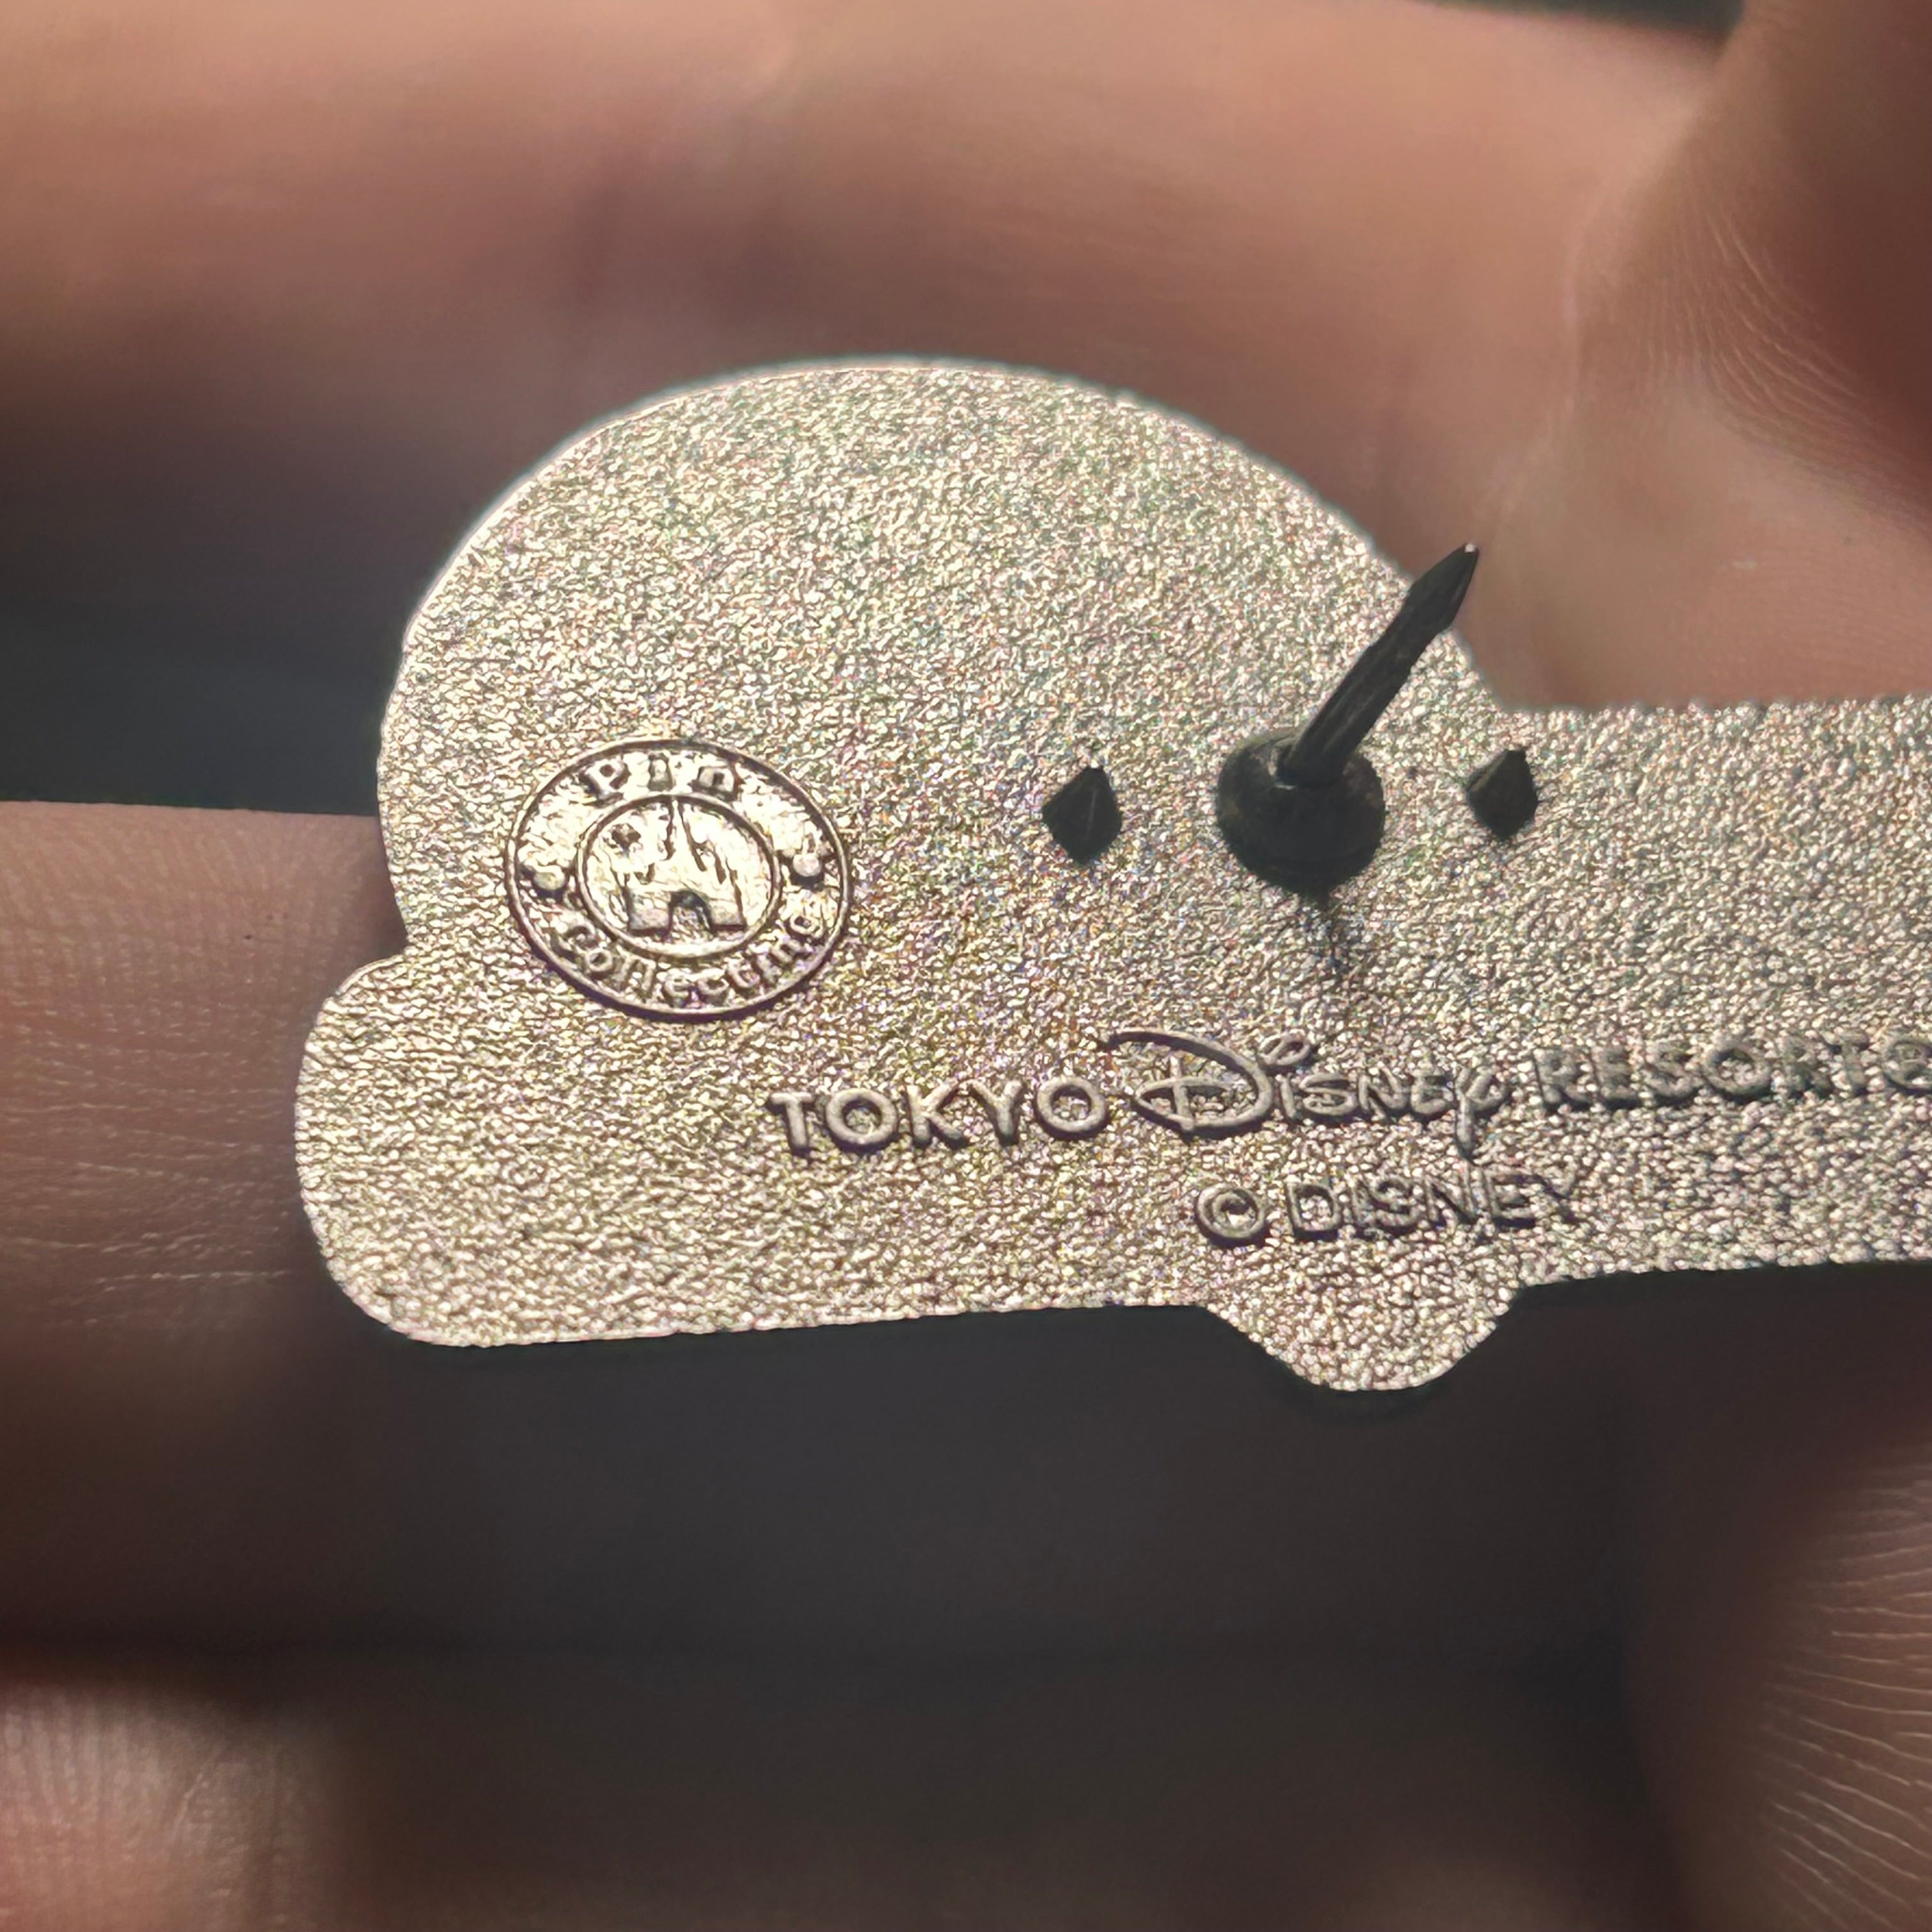 Pin
Collecting
TOKYO Disney RESORT®
© DISNEY